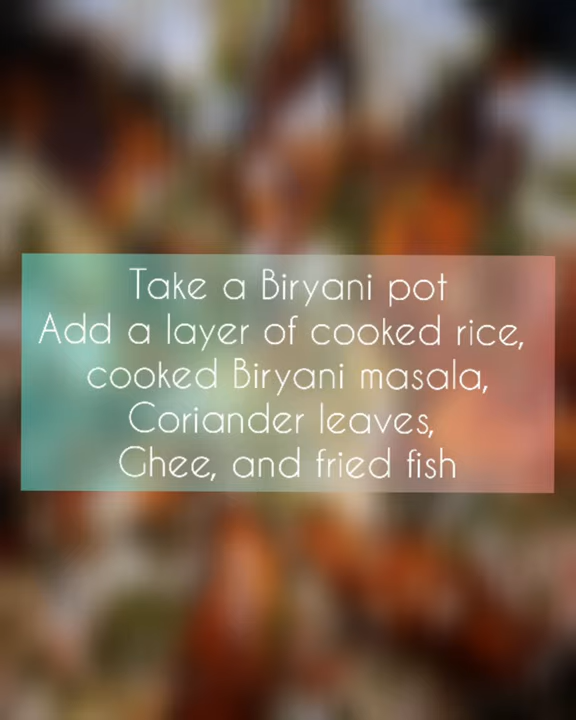 Take a Biryani pot
Add a layer of cooked rice,
cooked Biryani masala,
Coriander leaves,
Ghee, and fried fish